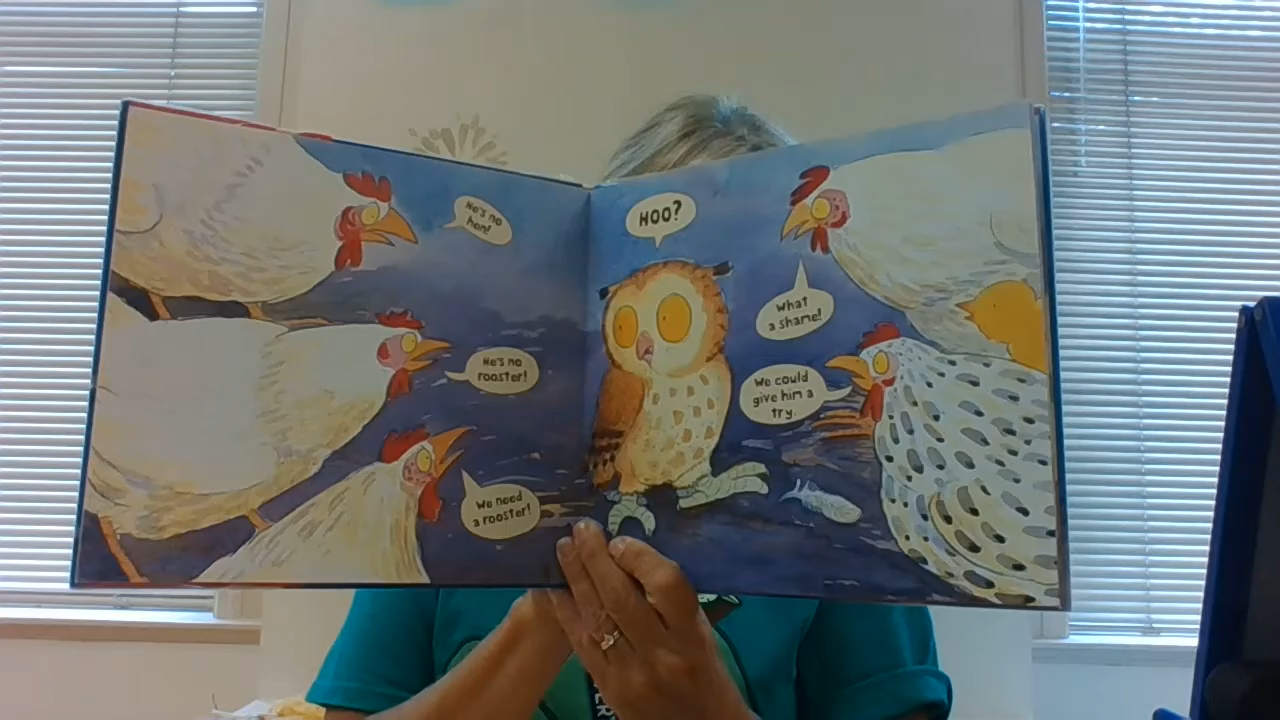 He's no
hen!
He's no
rooster!
We need
a rooster!
HOO?
What
a shame!
We could
give him a
try.